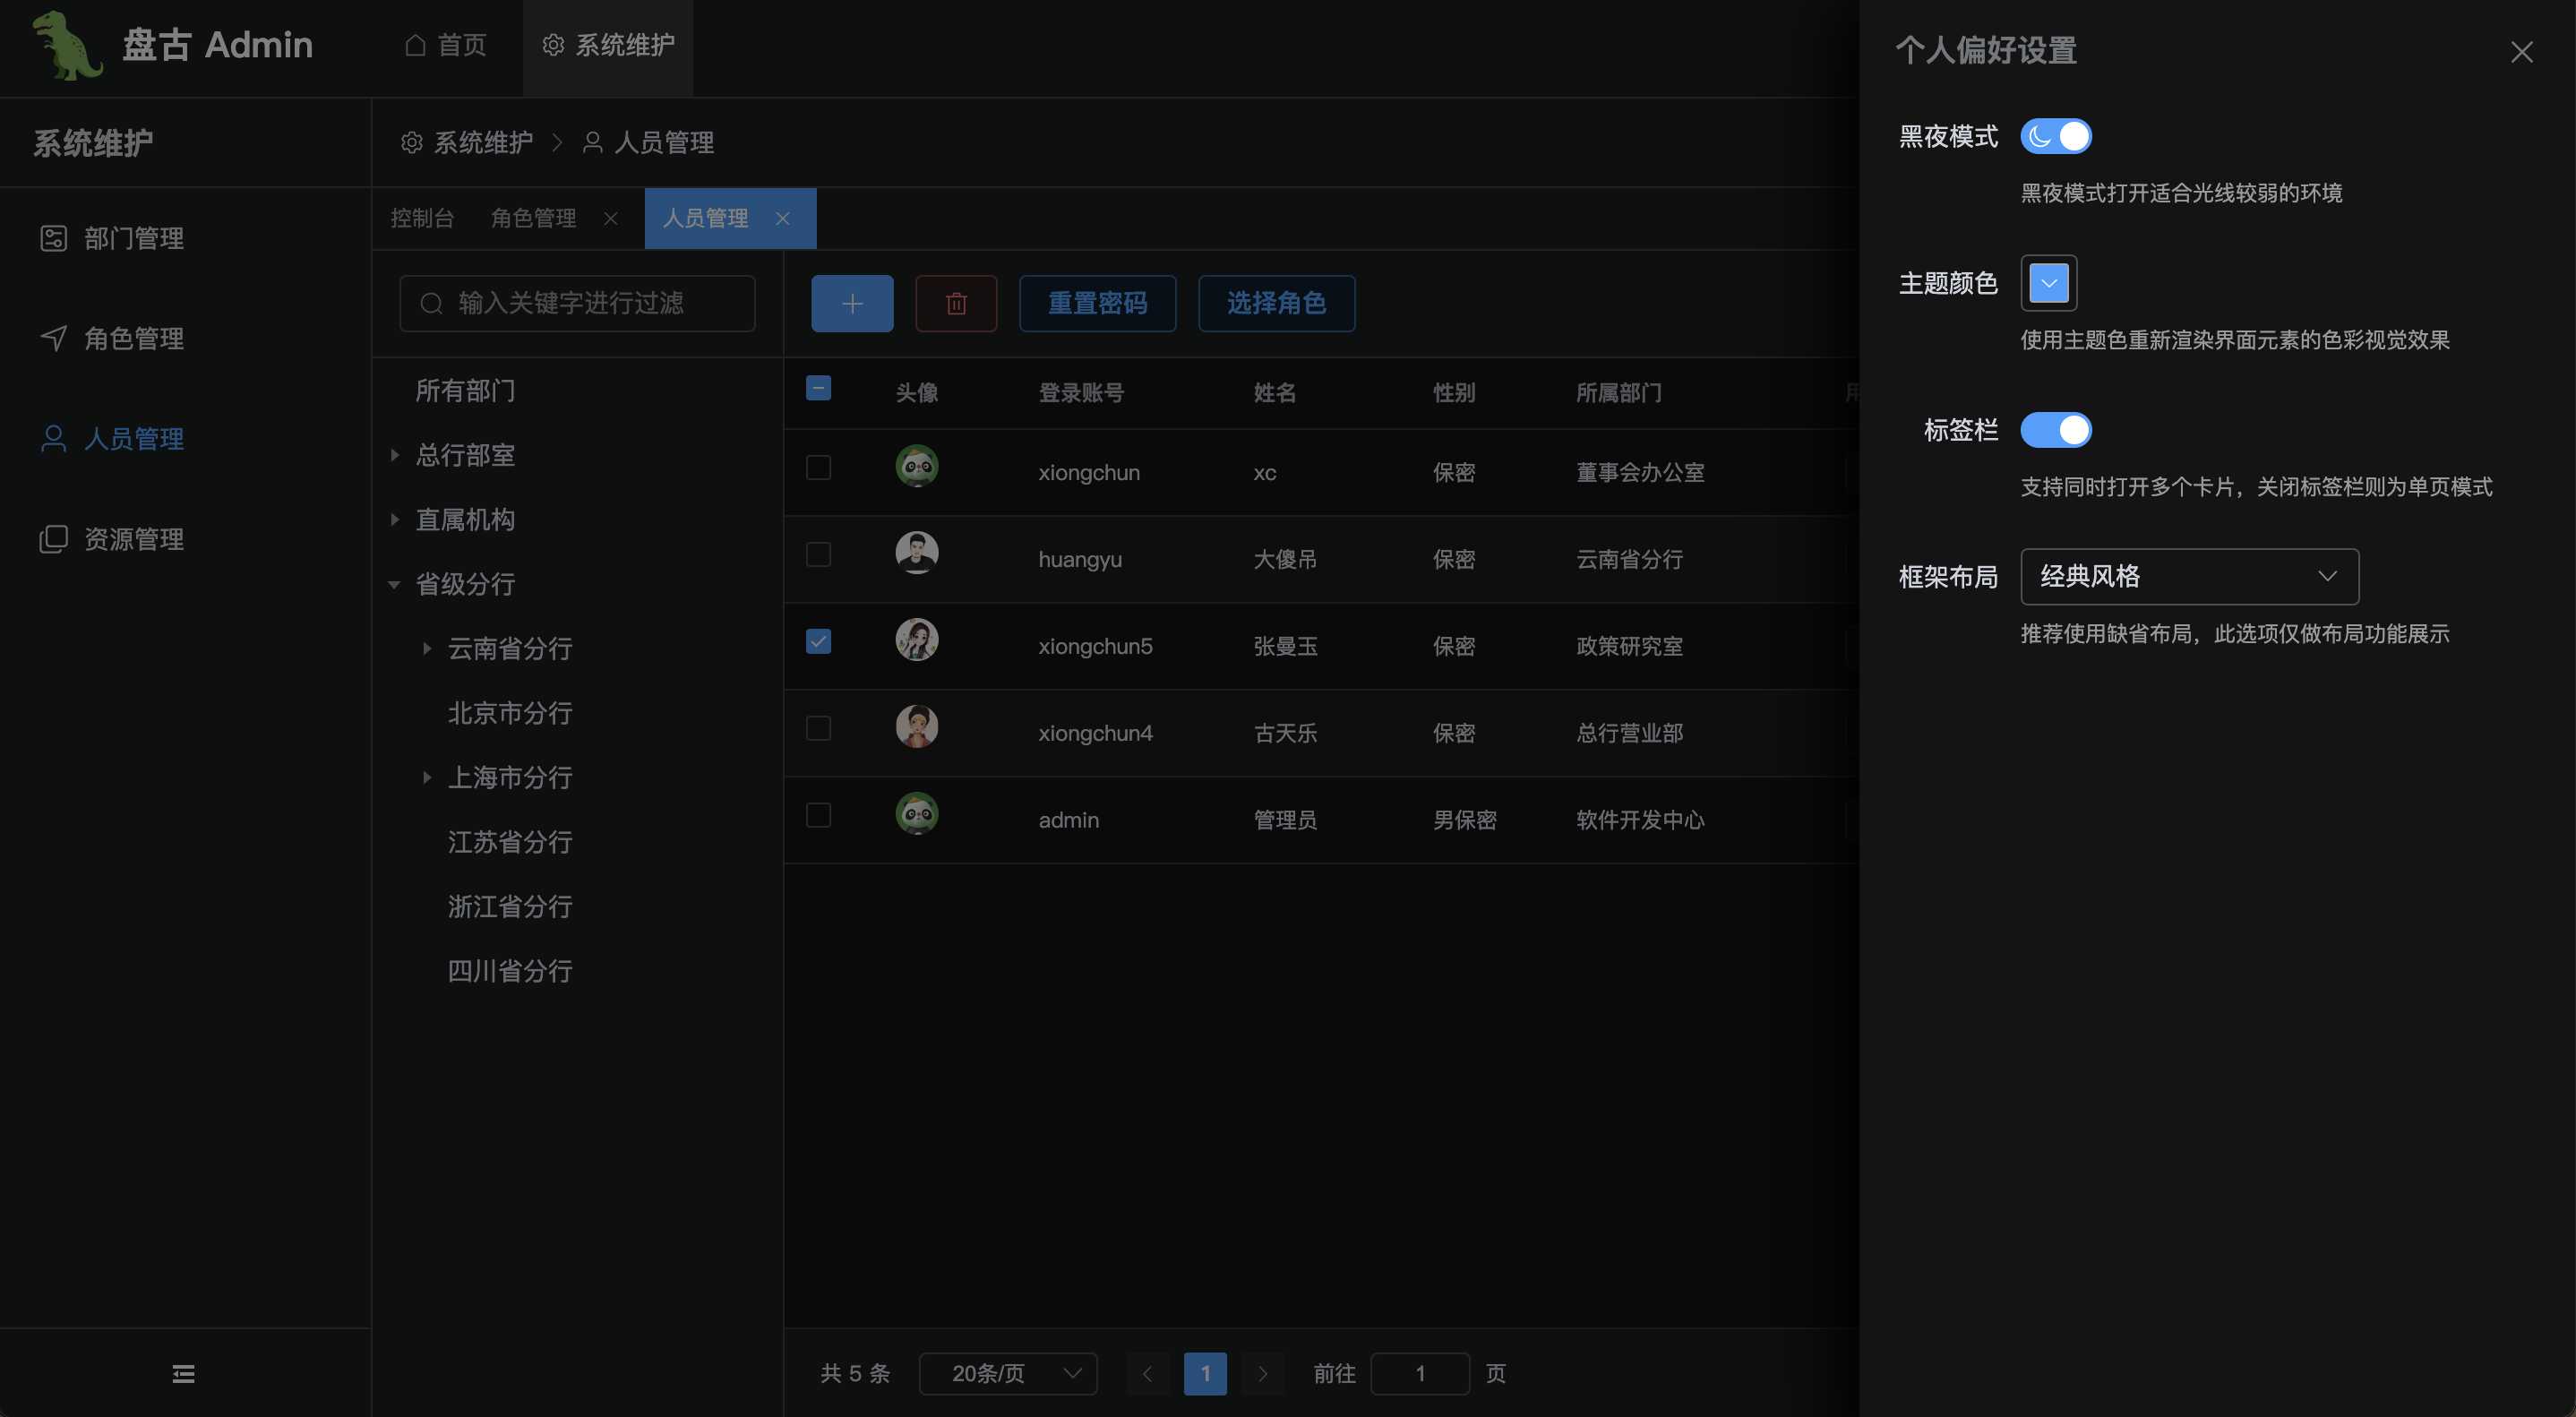 盘古 Admin
首页
系统维护
系统维护
部门管理
角色管理
人员管理
资源管理
系统维护
人员管理
控制台
角色管理
人员管理
输入关键字进行过滤
所有部门
总行部室
直属机构
省级分行
云南省分行
北京市分行
上海市分行
江苏省分行
浙江省分行
四川省分行
重置密码
选择角色
头像 登录账号 姓名 性别 所属部门
xiongchun xc 保密 董事会办公室
huangyu 大傻吊 保密 云南省分行
xiongchun5 张曼玉 保密 政策研究室
xiongchun4 古天乐 保密 总行营业部
admin 管理员 男保密 软件开发中心
共 5 条 20条/页 1 前往 1 页
个人偏好设置
黑夜模式
黑夜模式打开适合光线较弱的环境
主题颜色
使用主题色重新渲染界面元素的色彩视觉效果
标签栏
支持同时打开多个卡片，关闭标签栏则为单页模式
框架布局 经典风格
推荐使用缺省布局，此选项仅做布局功能展示